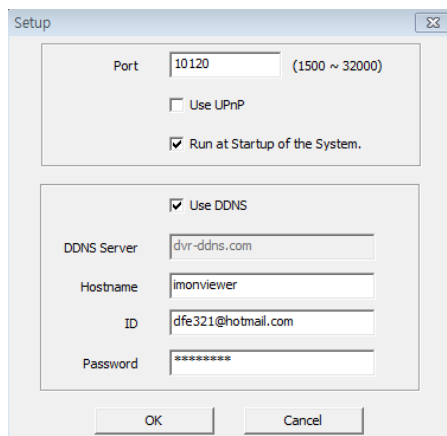 Setup
Port 10120 (1500 ~ 32000)
Use UPnP
Run at Startup of the System.
Use DDNS
DDNS Server dvr-ddns.com
Hostname imonviewer
ID dfe321@hotmail.com
Password ********
OK Cancel